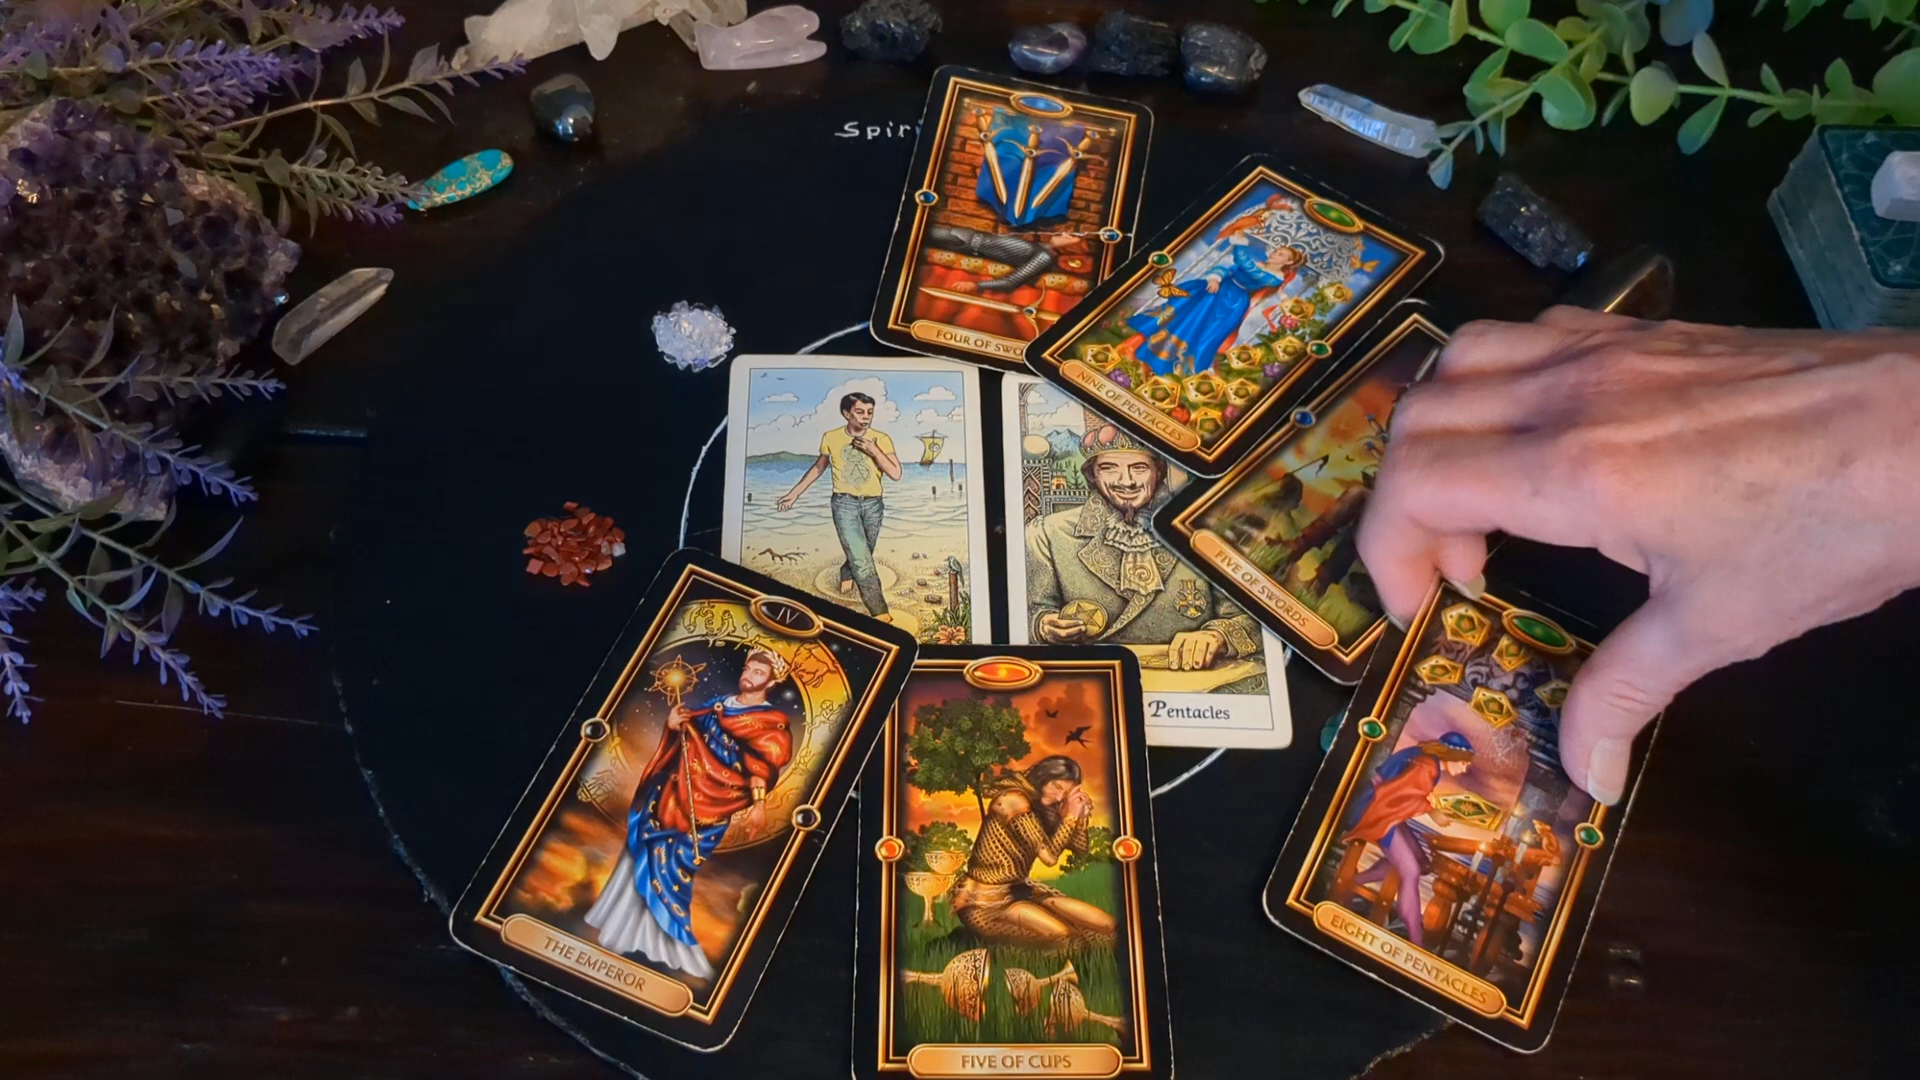 Spiri
FOUR OF SWO
NINE OF PENTACLES
FIVE OF SWORDS
Pentacles
IV
THE EMPEROR
EIGHT OF PENTACLES
FIVE OF CUPS